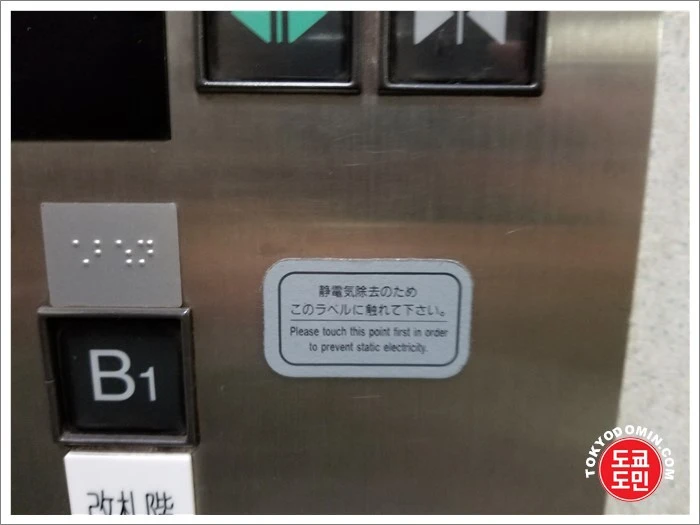 静電気除去のため
このラベルに触れて下さい。
Please touch this point first in order
to prevent static electricity.
B1
改札階
TOKYODOMIN.COM
도쿄
도민